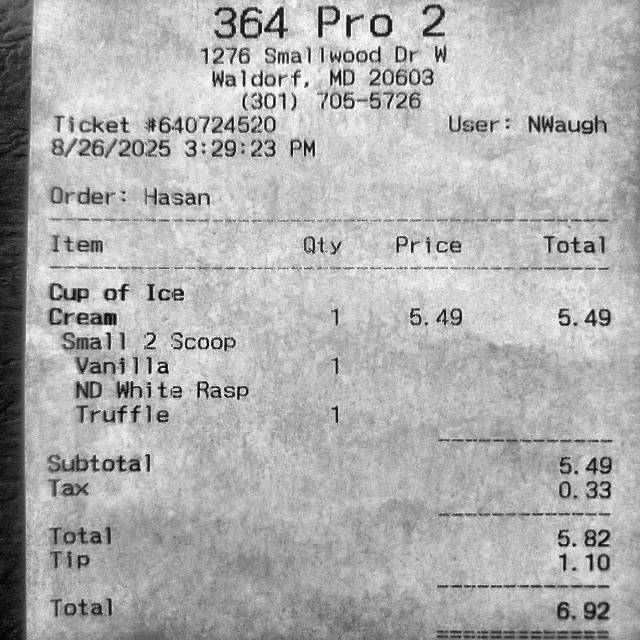 364 Pro 2
1276 Smallwood Dr W
Waldorf, MD 20603
(301) 705-5726
Ticket #640724520 User: NWaugh
8/26/2025 3:29:23 PM
Order: Hasan
Item Qty Price Total
Cup of Ice
Cream 1 5.49 5.49
Small 2 Scoop
Vanilla 1
ND White Rasp
Truffle 1
Subtotal 5.49
Tax 0.33
Total 5.82
Tip 1.10
Total 6.92